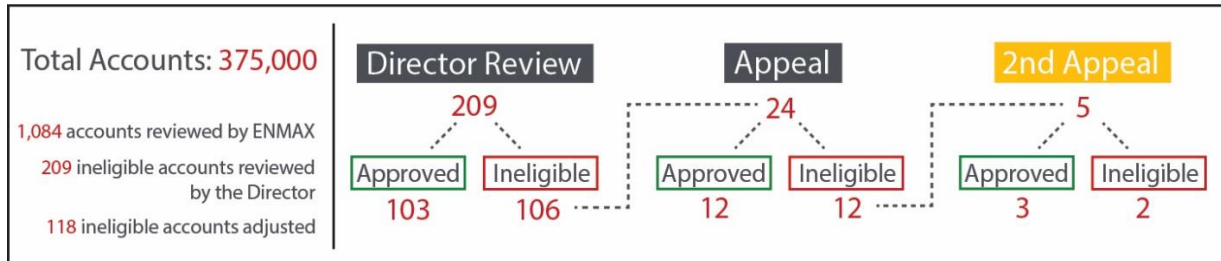 Total Accounts: 375,000
1,084 accounts reviewed by ENMAX
209 ineligible accounts reviewed
by the Director
118 ineligible accounts adjusted
Director Review
209
Approved Ineligible
103 106
Appeal
24
Approved Ineligible
12 12
2nd Appeal
5
Approved Ineligible
3 2